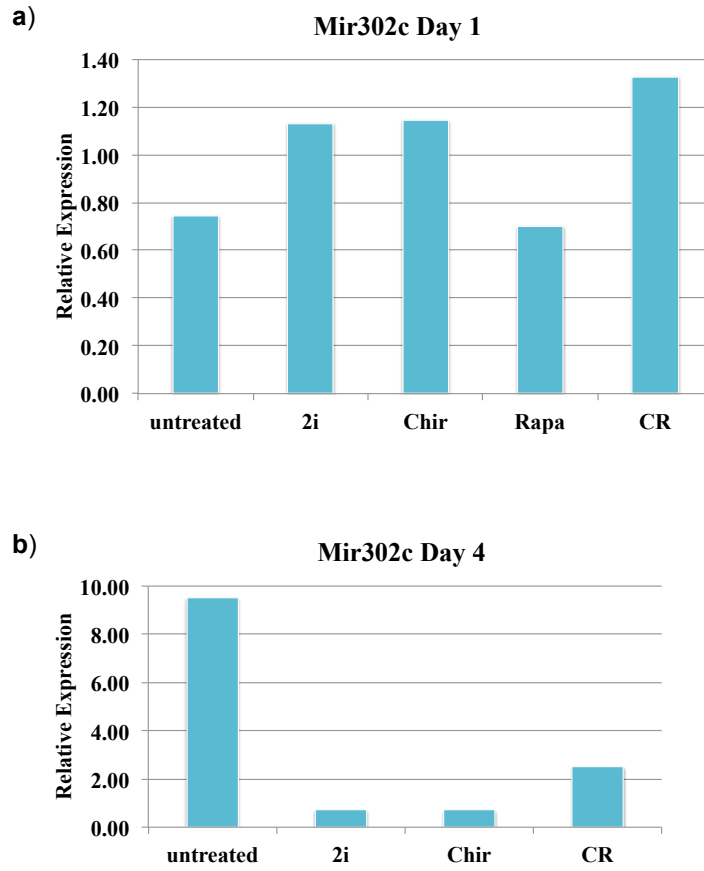 a)
Mir302c Day 1
Relative Expression
1.40
1.20
1.00
0.80
0.60
0.40
0.20
0.00
untreated 2i Chir Rapa CR
b)
Mir302c Day 4
Relative Expression
10.00
8.00
6.00
4.00
2.00
0.00
untreated 2i Chir CR